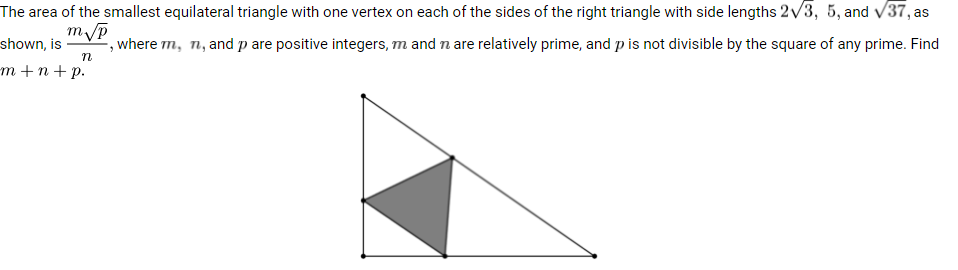 The area of the smallest equilateral triangle with one vertex on each of the sides of the right triangle with side lengths 2√3, 5, and √37, as
shown, is m√p/n, where m, n, and p are positive integers, m and n are relatively prime, and p is not divisible by the square of any prime. Find
m + n + p.